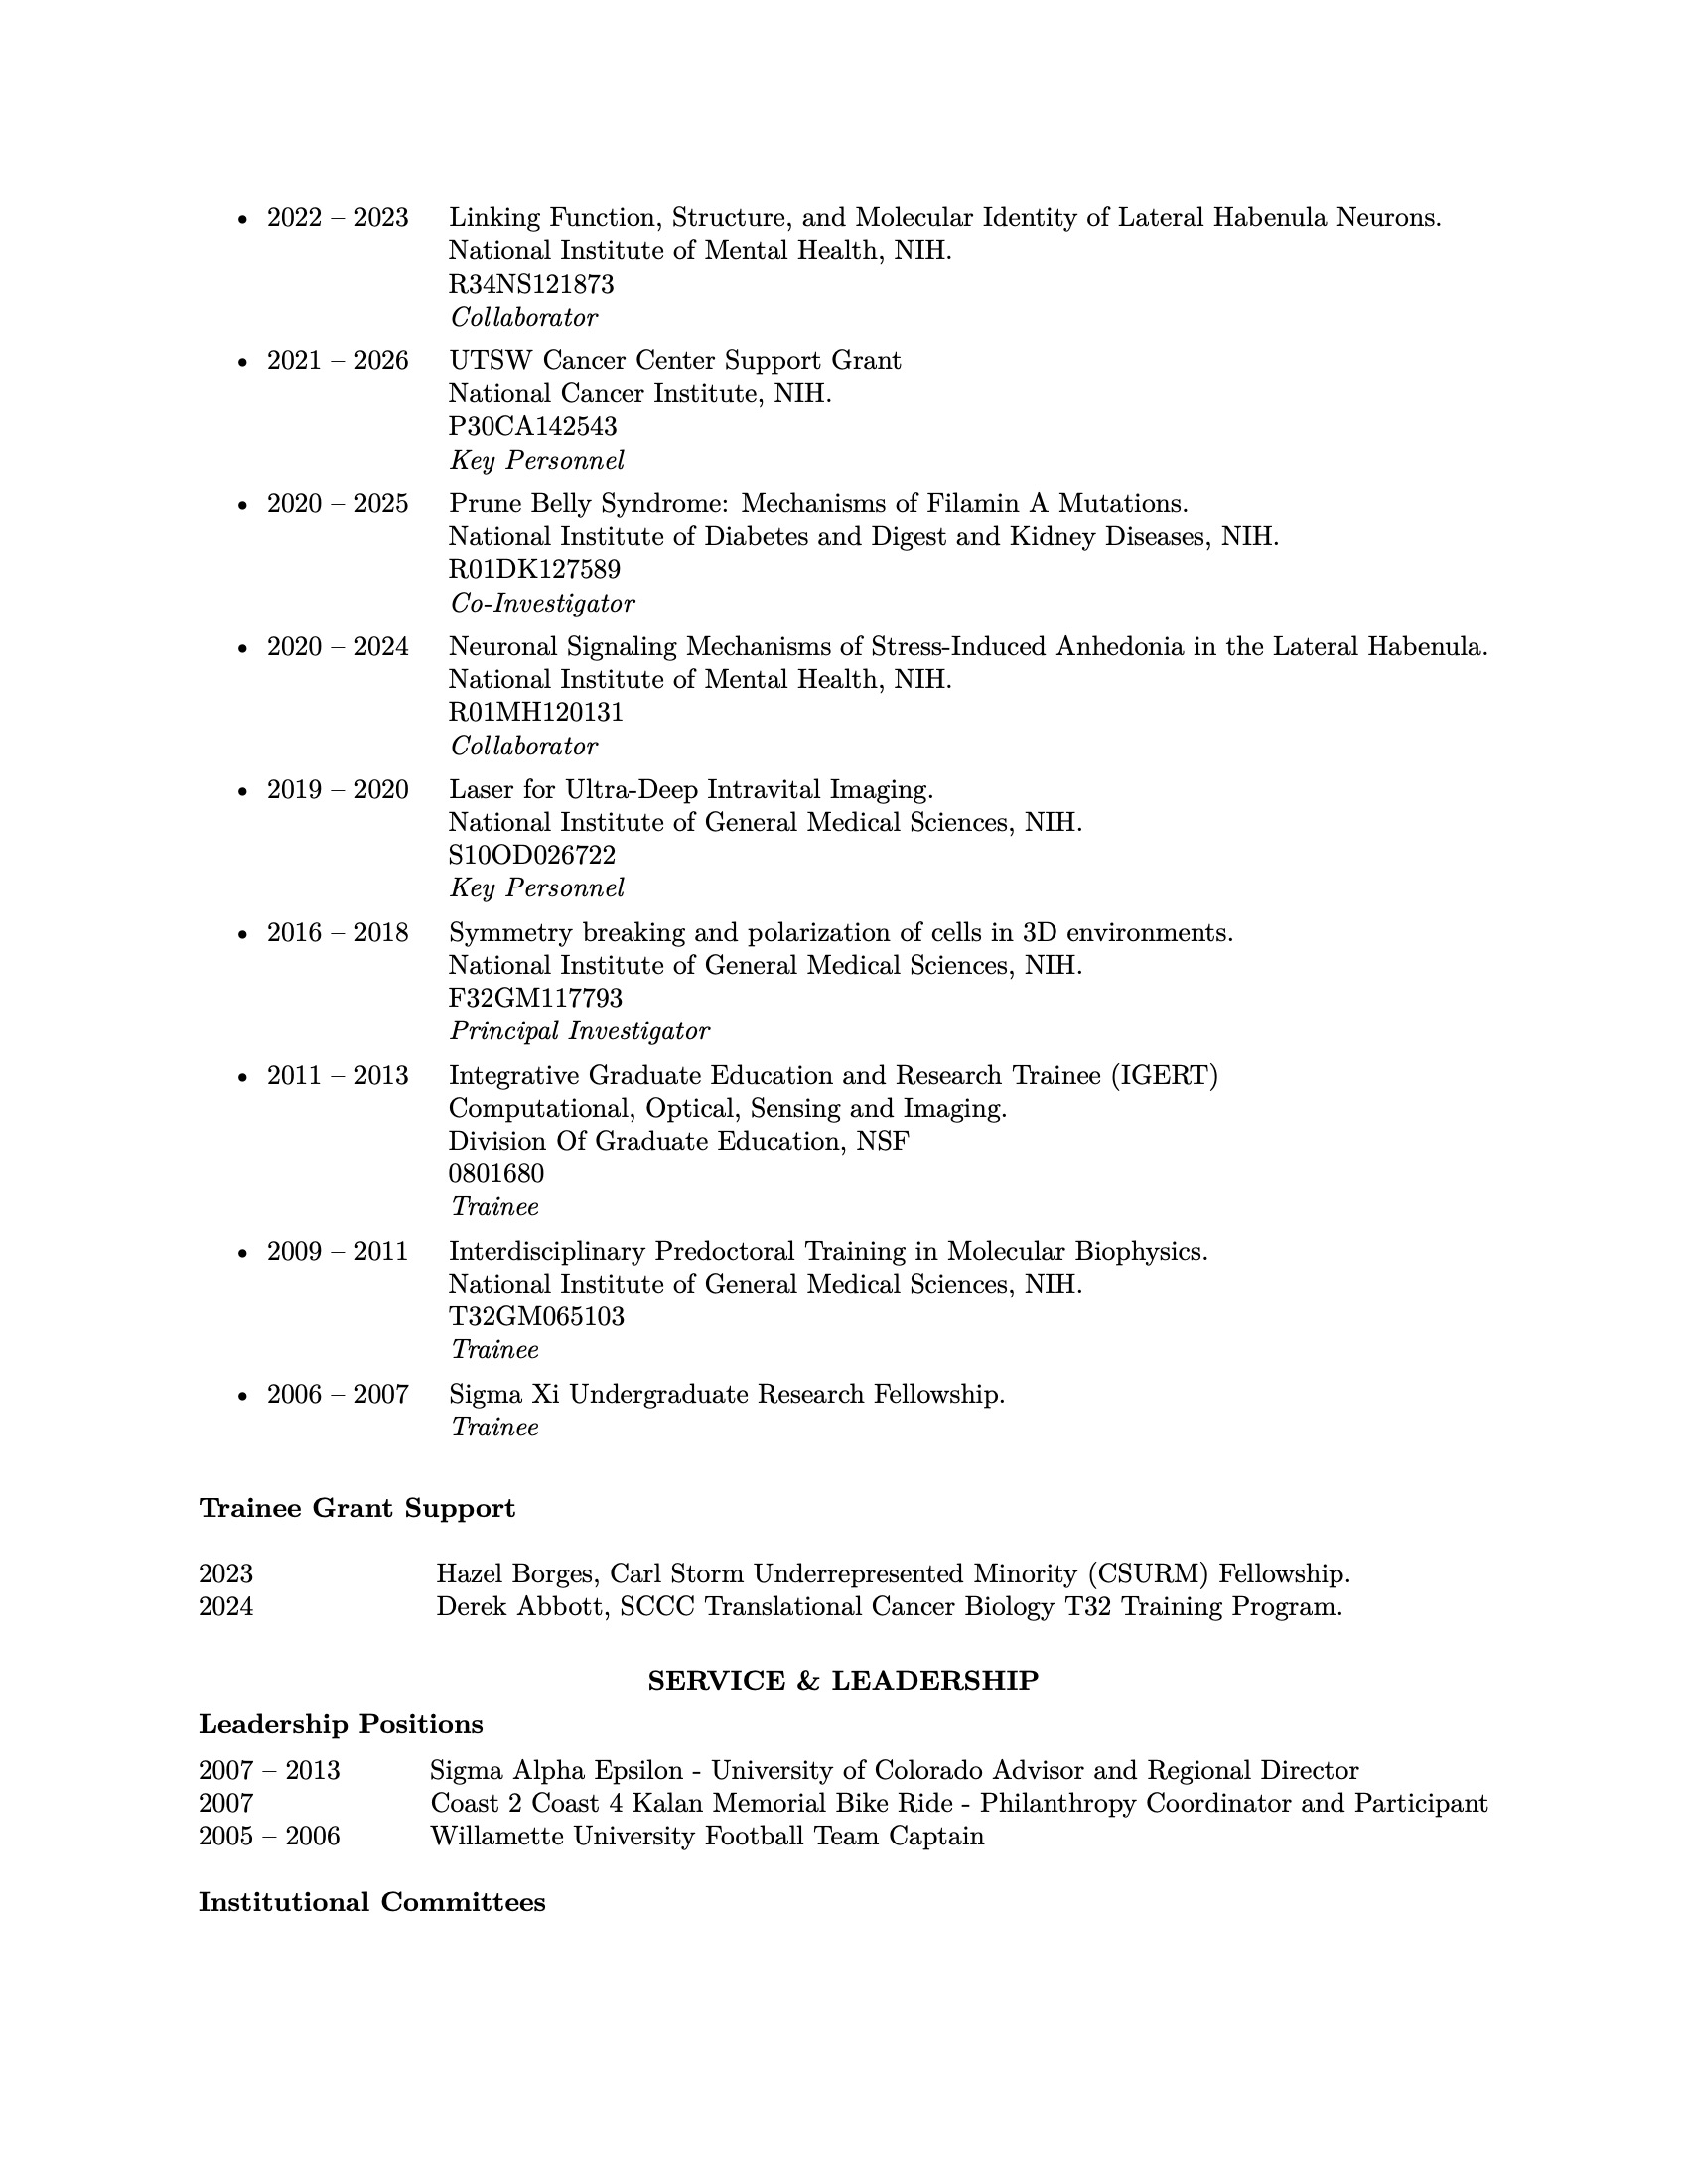 • 2022 – 2023 Linking Function, Structure, and Molecular Identity of Lateral Habenula Neurons.
National Institute of Mental Health, NIH.
R34NS121873
Collaborator
• 2021 – 2026 UTSW Cancer Center Support Grant
National Cancer Institute, NIH.
P30CA142543
Key Personnel
• 2020 – 2025 Prune Belly Syndrome: Mechanisms of Filamin A Mutations.
National Institute of Diabetes and Digest and Kidney Diseases, NIH.
R01DK127589
Co-Investigator
• 2020 – 2024 Neuronal Signaling Mechanisms of Stress-Induced Anhedonia in the Lateral Habenula.
National Institute of Mental Health, NIH.
R01MH120131
Collaborator
• 2019 – 2020 Laser for Ultra-Deep Intravital Imaging.
National Institute of General Medical Sciences, NIH.
S10OD026722
Key Personnel
• 2016 – 2018 Symmetry breaking and polarization of cells in 3D environments.
National Institute of General Medical Sciences, NIH.
F32GM117793
Principal Investigator
• 2011 – 2013 Integrative Graduate Education and Research Trainee (IGERT)
Computational, Optical, Sensing and Imaging.
Division Of Graduate Education, NSF
0801680
Trainee
• 2009 – 2011 Interdisciplinary Predoctoral Training in Molecular Biophysics.
National Institute of General Medical Sciences, NIH.
T32GM065103
Trainee
• 2006 – 2007 Sigma Xi Undergraduate Research Fellowship.
Trainee
Trainee Grant Support
2023 Hazel Borges, Carl Storm Underrepresented Minority (CSURM) Fellowship.
2024 Derek Abbott, SCCC Translational Cancer Biology T32 Training Program.
SERVICE & LEADERSHIP
Leadership Positions
2007 – 2013 Sigma Alpha Epsilon - University of Colorado Advisor and Regional Director
2007 Coast 2 Coast 4 Kalan Memorial Bike Ride - Philanthropy Coordinator and Participant
2005 – 2006 Willamette University Football Team Captain
Institutional Committees